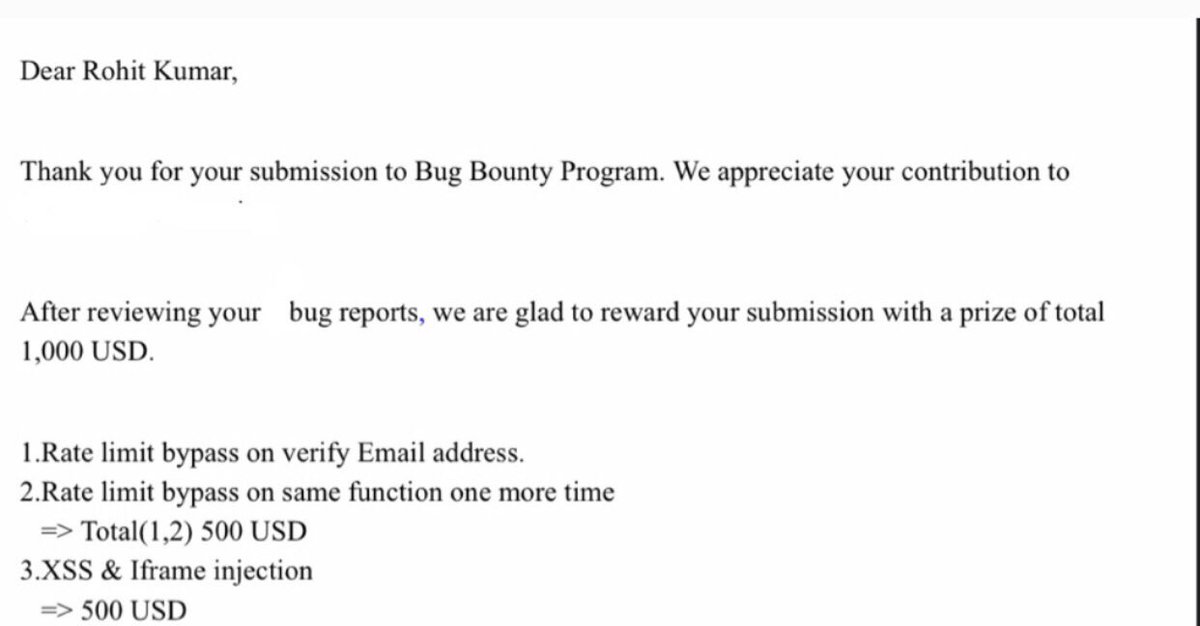 Dear Rohit Kumar,
Thank you for your submission to Bug Bounty Program. We appreciate your contribution to
After reviewing your bug reports, we are glad to reward your submission with a prize of total
1,000 USD.
1.Rate limit bypass on verify Email address.
2.Rate limit bypass on same function one more time
=> Total(1,2) 500 USD
3.XSS & Iframe injection
=> 500 USD